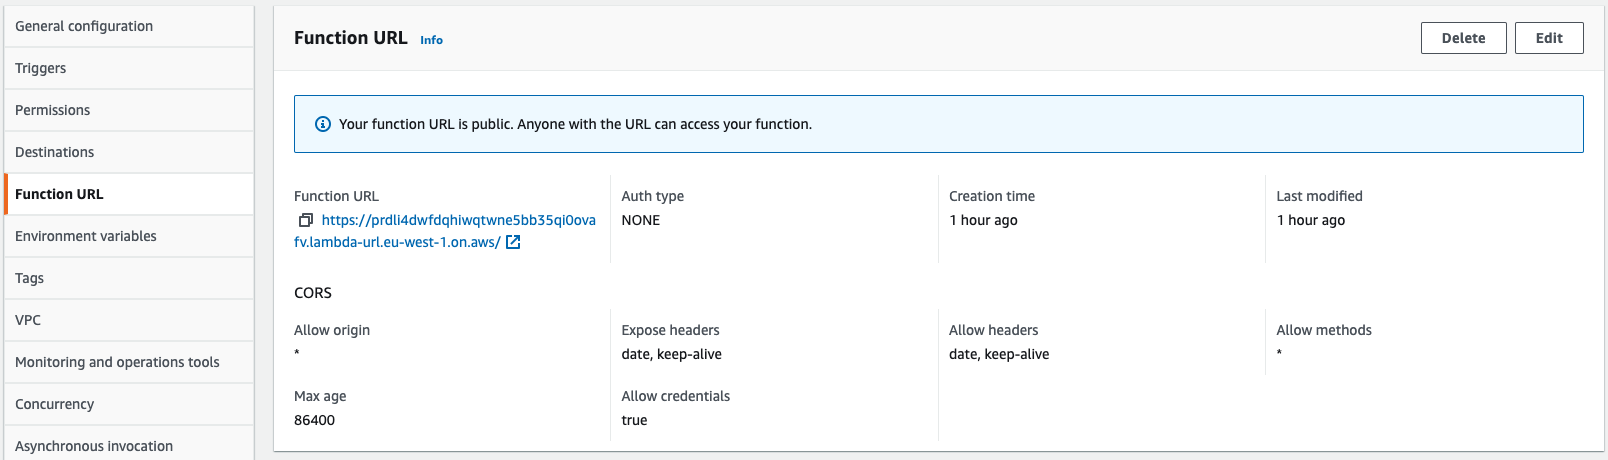 General configuration
Triggers
Permissions
Destinations
Function URL
Environment variables
Tags
VPC
Monitoring and operations tools
Concurrency
Asynchronous invocation
Function URL Info
Delete
Edit
Your function URL is public. Anyone with the URL can access your function.
Function URL
https://prdli4dwfdqhiwqtwne5bb35qi0ova
fv.lambda-url.eu-west-1.on.aws/
Auth type
NONE
Creation time
1 hour ago
Last modified
1 hour ago
CORS
Allow origin
*
Expose headers
date, keep-alive
Allow headers
date, keep-alive
Allow methods
*
Max age
86400
Allow credentials
true